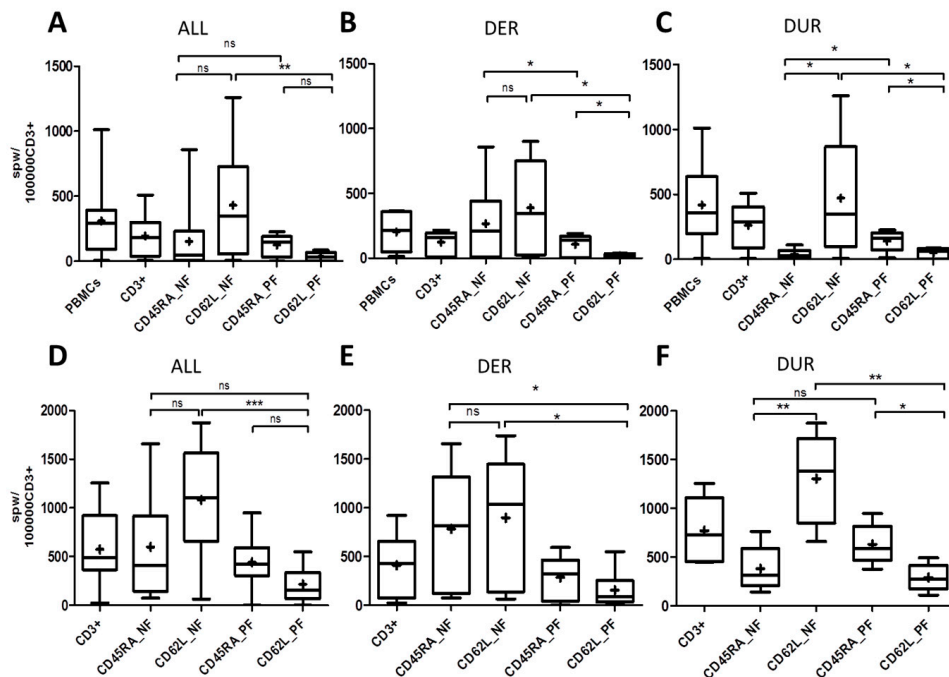 A ALL
ns
ns **
ns
1500
1000
500
0
spw/
100000CD3+
PBMCs CD3+ CD45RA_NF CD62L_NF CD45RA_PF CD62L_PF
B DER
*
ns *
*
1500
1000
500
0
PBMCs CD3+ CD45RA_NF CD62L_NF CD45RA_PF CD62L_PF
C DUR
*
* *
*
1500
1000
500
0
PBMCs CD3+ CD45RA_NF CD62L_NF CD45RA_PF CD62L_PF
D ALL
ns
ns ***
ns
2000
1500
1000
500
0
spw/
100000CD3+
CD3+ CD45RA_NF CD62L_NF CD45RA_PF CD62L_PF
E DER
*
ns *
2000
1500
1000
500
0
CD3+ CD45RA_NF CD62L_NF CD45RA_PF CD62L_PF
F DUR
**
ns
** *
2000
1500
1000
500
0
CD3+ CD45RA_NF CD62L_NF CD45RA_PF CD62L_PF